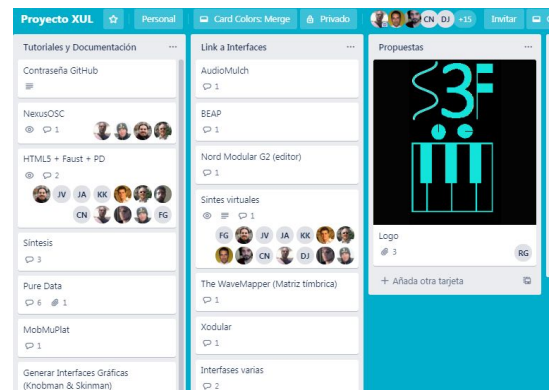 Proyecto XUL
Personal
Card Colors: Merge
Privado
CN
DJ
+15
Invitar
Tutoriales y Documentación
Contraseña GitHub
NexusOSC
1
HTML5 + Faust + PD
2
JV
JA
KK
CN
FG
Síntesis
3
Pure Data
6
1
MobMuPlat
1
Generar Interfaces Gráficas
(Knobman & Skinman)
Link a Interfaces
AudioMulch
1
BEAP
1
Nord Modular G2 (editor)
1
Sintes virtuales
1
FG
JV
JA
KK
CN
DJ
The WaveMapper (Matriz tímbrica)
1
Xodular
1
Interfases varias
2
Propuestas
Logo
3
RG
+ Añada otra tarjeta